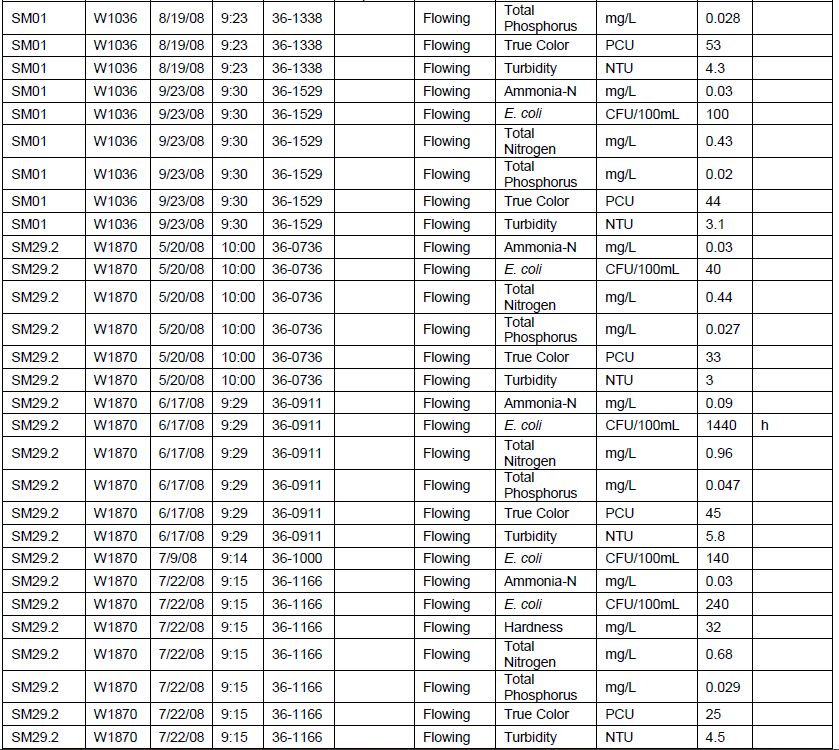 SM01 W1036 8/19/08 9:23 36-1338 Flowing Total Phosphorus mg/L 0.028
SM01 W1036 8/19/08 9:23 36-1338 Flowing True Color PCU 53
SM01 W1036 8/19/08 9:23 36-1338 Flowing Turbidity NTU 4.3
SM01 W1036 9/23/08 9:30 36-1529 Flowing Ammonia-N mg/L 0.03
SM01 W1036 9/23/08 9:30 36-1529 Flowing E. coli CFU/100mL 100
SM01 W1036 9/23/08 9:30 36-1529 Flowing Total Nitrogen mg/L 0.43
SM01 W1036 9/23/08 9:30 36-1529 Flowing Total Phosphorus mg/L 0.02
SM01 W1036 9/23/08 9:30 36-1529 Flowing True Color PCU 44
SM01 W1036 9/23/08 9:30 36-1529 Flowing Turbidity NTU 3.1
SM29.2 W1870 5/20/08 10:00 36-0736 Flowing Ammonia-N mg/L 0.03
SM29.2 W1870 5/20/08 10:00 36-0736 Flowing E. coli CFU/100mL 40
SM29.2 W1870 5/20/08 10:00 36-0736 Flowing Total Nitrogen mg/L 0.44
SM29.2 W1870 5/20/08 10:00 36-0736 Flowing Total Phosphorus mg/L 0.027
SM29.2 W1870 5/20/08 10:00 36-0736 Flowing True Color PCU 33
SM29.2 W1870 5/20/08 10:00 36-0736 Flowing Turbidity NTU 3
SM29.2 W1870 6/17/08 9:29 36-0911 Flowing Ammonia-N mg/L 0.09
SM29.2 W1870 6/17/08 9:29 36-0911 Flowing E. coli CFU/100mL 1440 h
SM29.2 W1870 6/17/08 9:29 36-0911 Flowing Total Nitrogen mg/L 0.96
SM29.2 W1870 6/17/08 9:29 36-0911 Flowing Total Phosphorus mg/L 0.047
SM29.2 W1870 6/17/08 9:29 36-0911 Flowing True Color PCU 45
SM29.2 W1870 6/17/08 9:29 36-0911 Flowing Turbidity NTU 5.8
SM29.2 W1870 7/9/08 9:14 36-1000 Flowing E. coli CFU/100mL 140
SM29.2 W1870 7/22/08 9:15 36-1166 Flowing Ammonia-N mg/L 0.03
SM29.2 W1870 7/22/08 9:15 36-1166 Flowing E. coli CFU/100mL 240
SM29.2 W1870 7/22/08 9:15 36-1166 Flowing Hardness mg/L 32
SM29.2 W1870 7/22/08 9:15 36-1166 Flowing Total Nitrogen mg/L 0.68
SM29.2 W1870 7/22/08 9:15 36-1166 Flowing Total Phosphorus mg/L 0.029
SM29.2 W1870 7/22/08 9:15 36-1166 Flowing True Color PCU 25
SM29.2 W1870 7/22/08 9:15 36-1166 Flowing Turbidity NTU 4.5